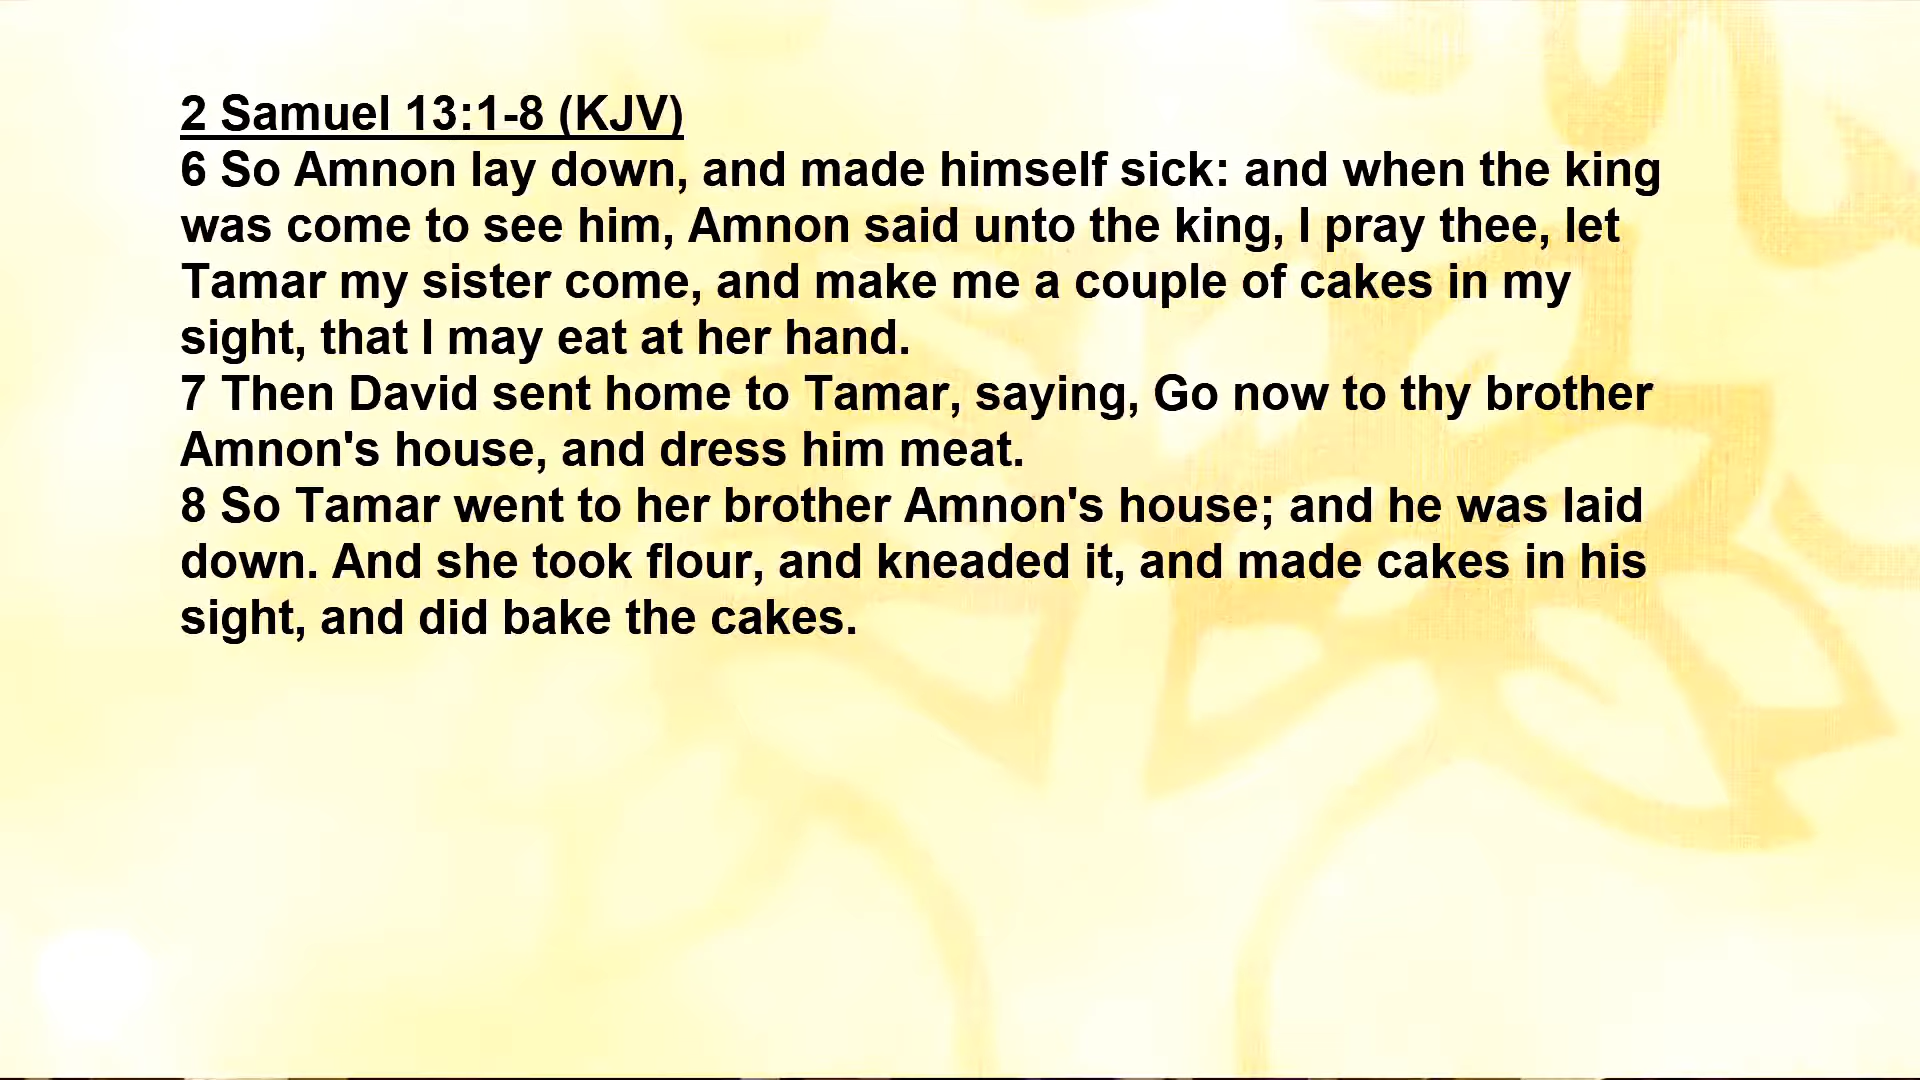 2 Samuel 13:1-8 (KJV)
6 So Amnon lay down, and made himself sick: and when the king
was come to see him, Amnon said unto the king, I pray thee, let
Tamar my sister come, and make me a couple of cakes in my
sight, that I may eat at her hand.
7 Then David sent home to Tamar, saying, Go now to thy brother
Amnon's house, and dress him meat.
8 So Tamar went to her brother Amnon's house; and he was laid
down. And she took flour, and kneaded it, and made cakes in his
sight, and did bake the cakes.